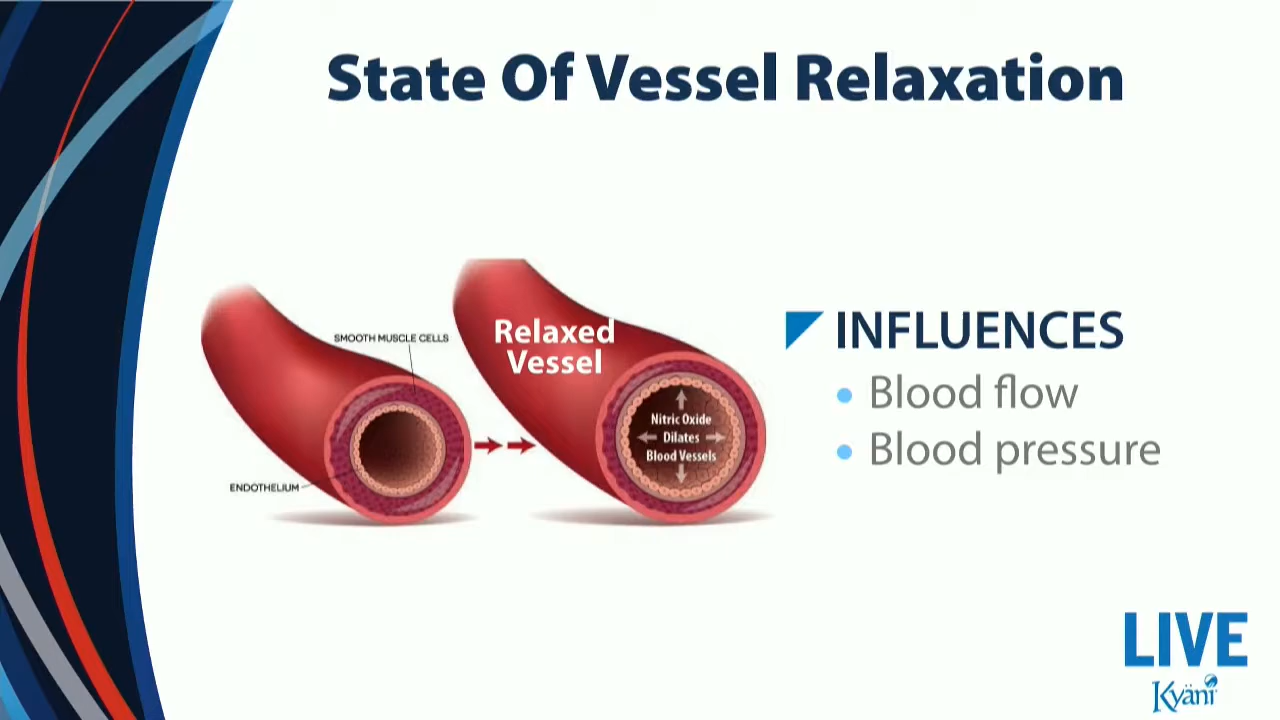 State Of Vessel Relaxation
SMOOTH MUSCLE CELLS
ENDOTHELIUM
Relaxed
Vessel
Nitric Oxide
Dilates
Blood Vessels
INFLUENCES
Blood flow
Blood pressure
LIVE
Kyäni